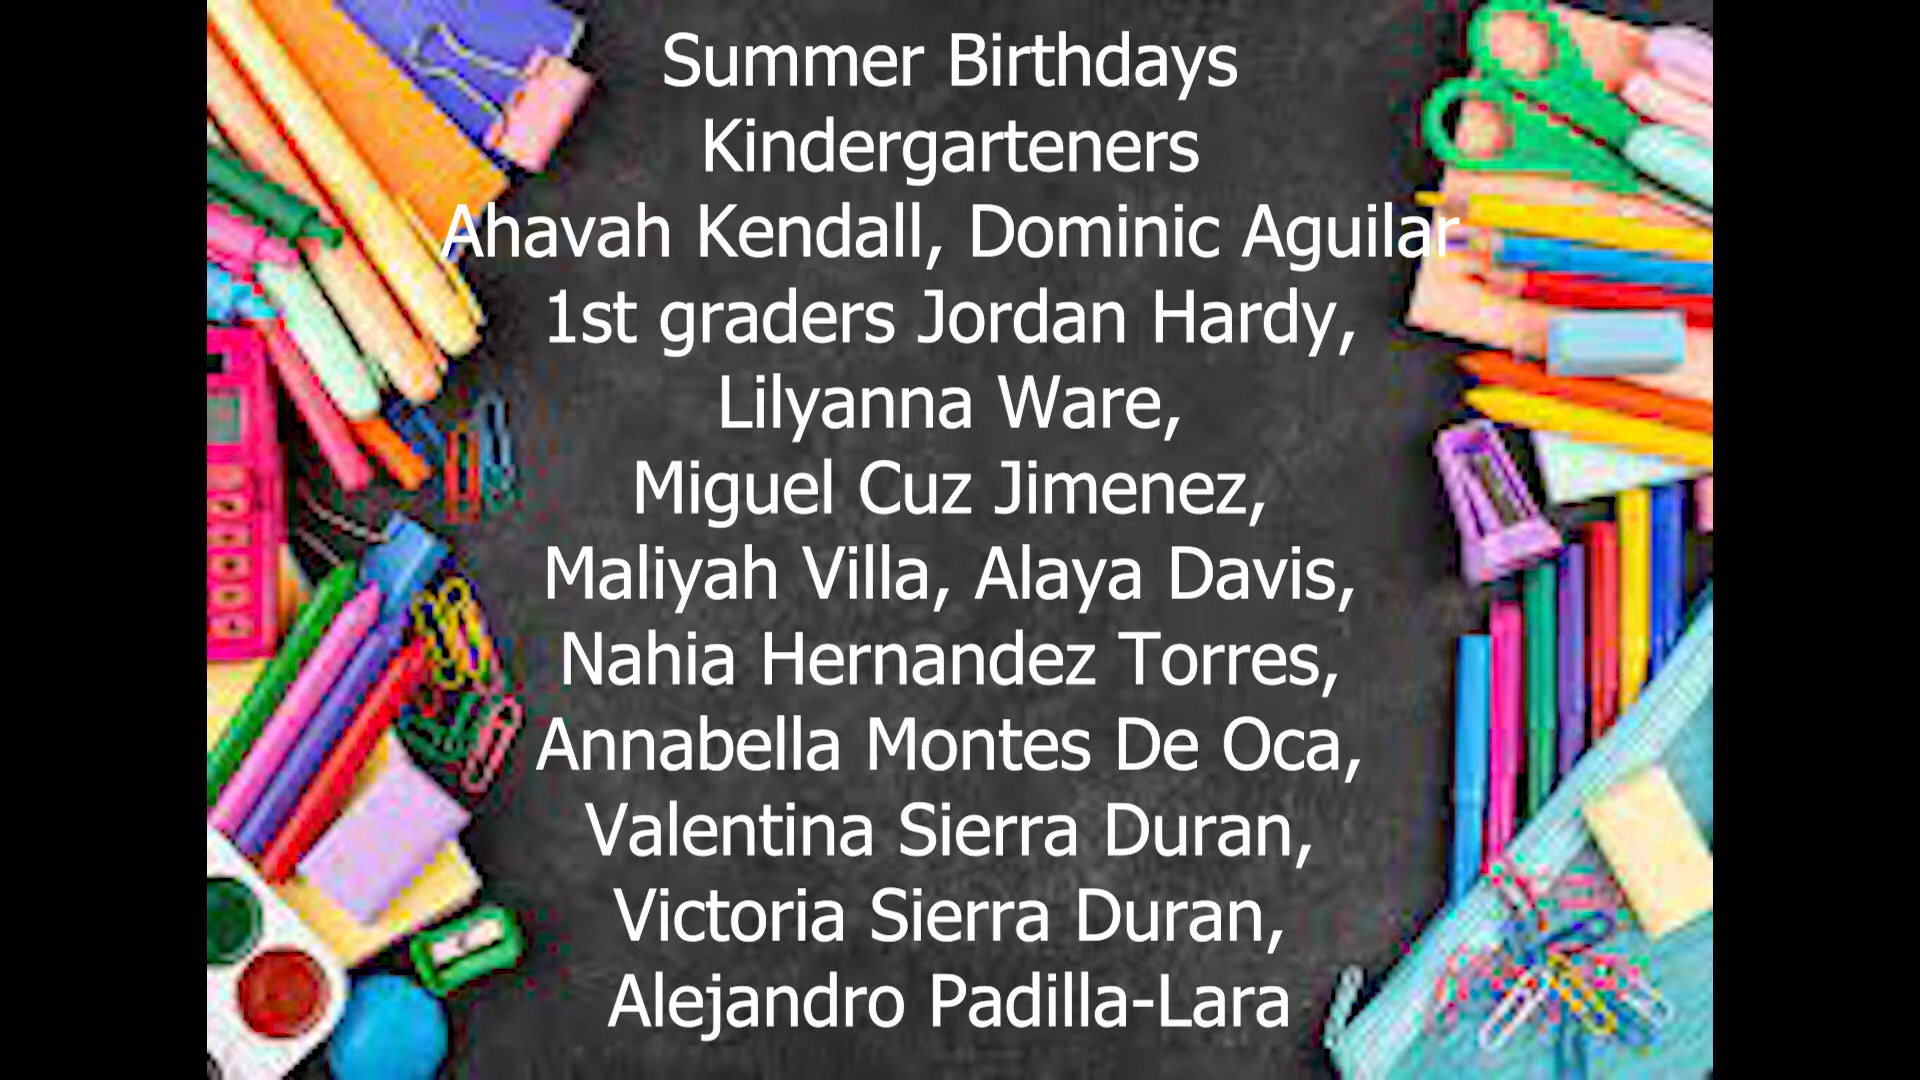 Summer Birthdays
Kindergarteners
Ahavah Kendall, Dominic Aguilar
1st graders Jordan Hardy,
Lilyanna Ware,
Miguel Cuz Jimenez,
Maliyah Villa, Alaya Davis,
Nahia Hernandez Torres,
Annabella Montes De Oca,
Valentina Sierra Duran,
Victoria Sierra Duran,
Alejandro Padilla-Lara